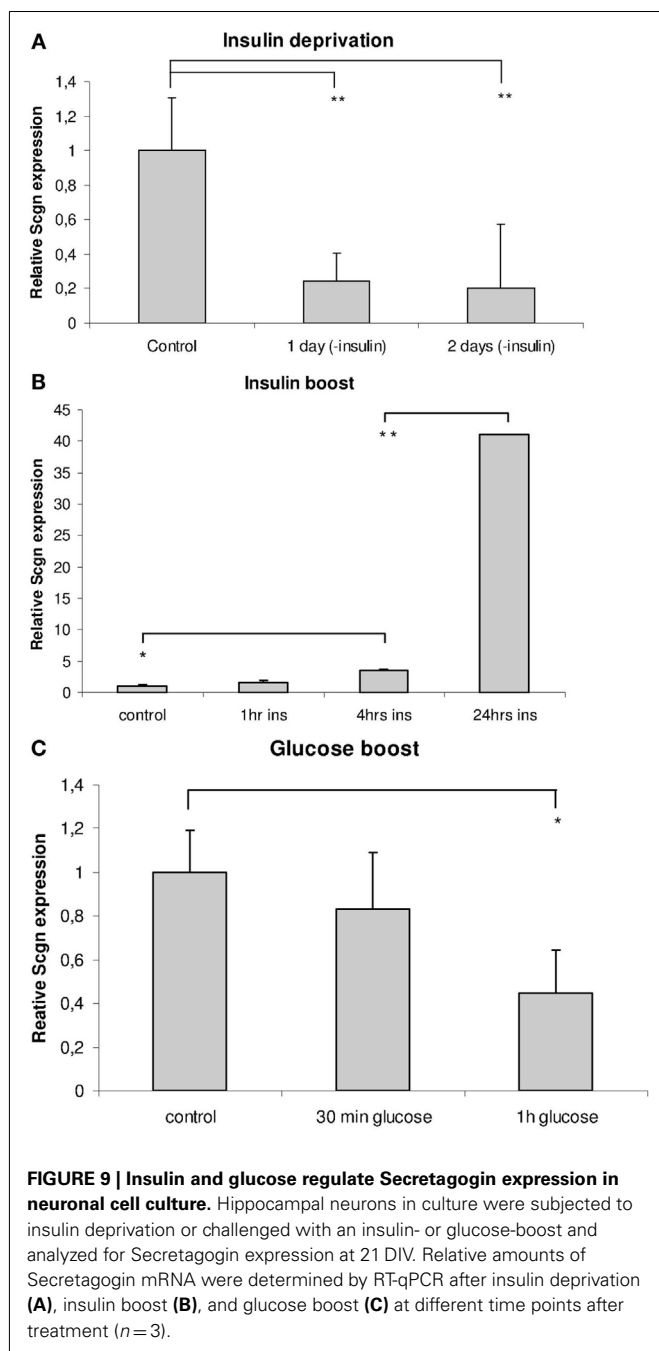 A
Insulin deprivation
Relative Scgn expression
1,4
1,2
1
0,8
0,6
0,4
0,2
0
**
**
Control
1 day (-insulin)
2 days (-insulin)
B
Insulin boost
Relative Scgn expression
45
40
35
30
25
20
15
10
5
0
*
**
control
1hr ins
4hrs ins
24hrs ins
C
Glucose boost
Reative Scgn expression
1,4
1,2
1
0,8
0,6
0,4
0,2
0
*
control
30 min glucose
1h glucose
FIGURE 9 | Insulin and glucose regulate Secretagogin expression in
neuronal cell culture. Hippocampal neurons in culture were subjected to
insulin deprivation or challenged with an insulin- or glucose-boost and
analyzed for Secretagogin expression at 21 DIV. Relative amounts of
Secretagogin mRNA were determined by RT-qPCR after insulin deprivation
(A), insulin boost (B), and glucose boost (C) at different time points after
treatment (n = 3).